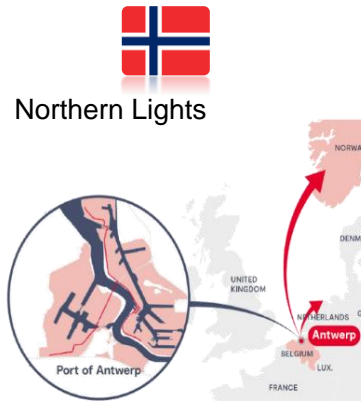 Northern Lights
NORWA
DENM
UNITED
KINGDOM
NETHERLANDS
G
Antwerp
BELGIUM
LUX.
Port of Antwerp
FRANCE